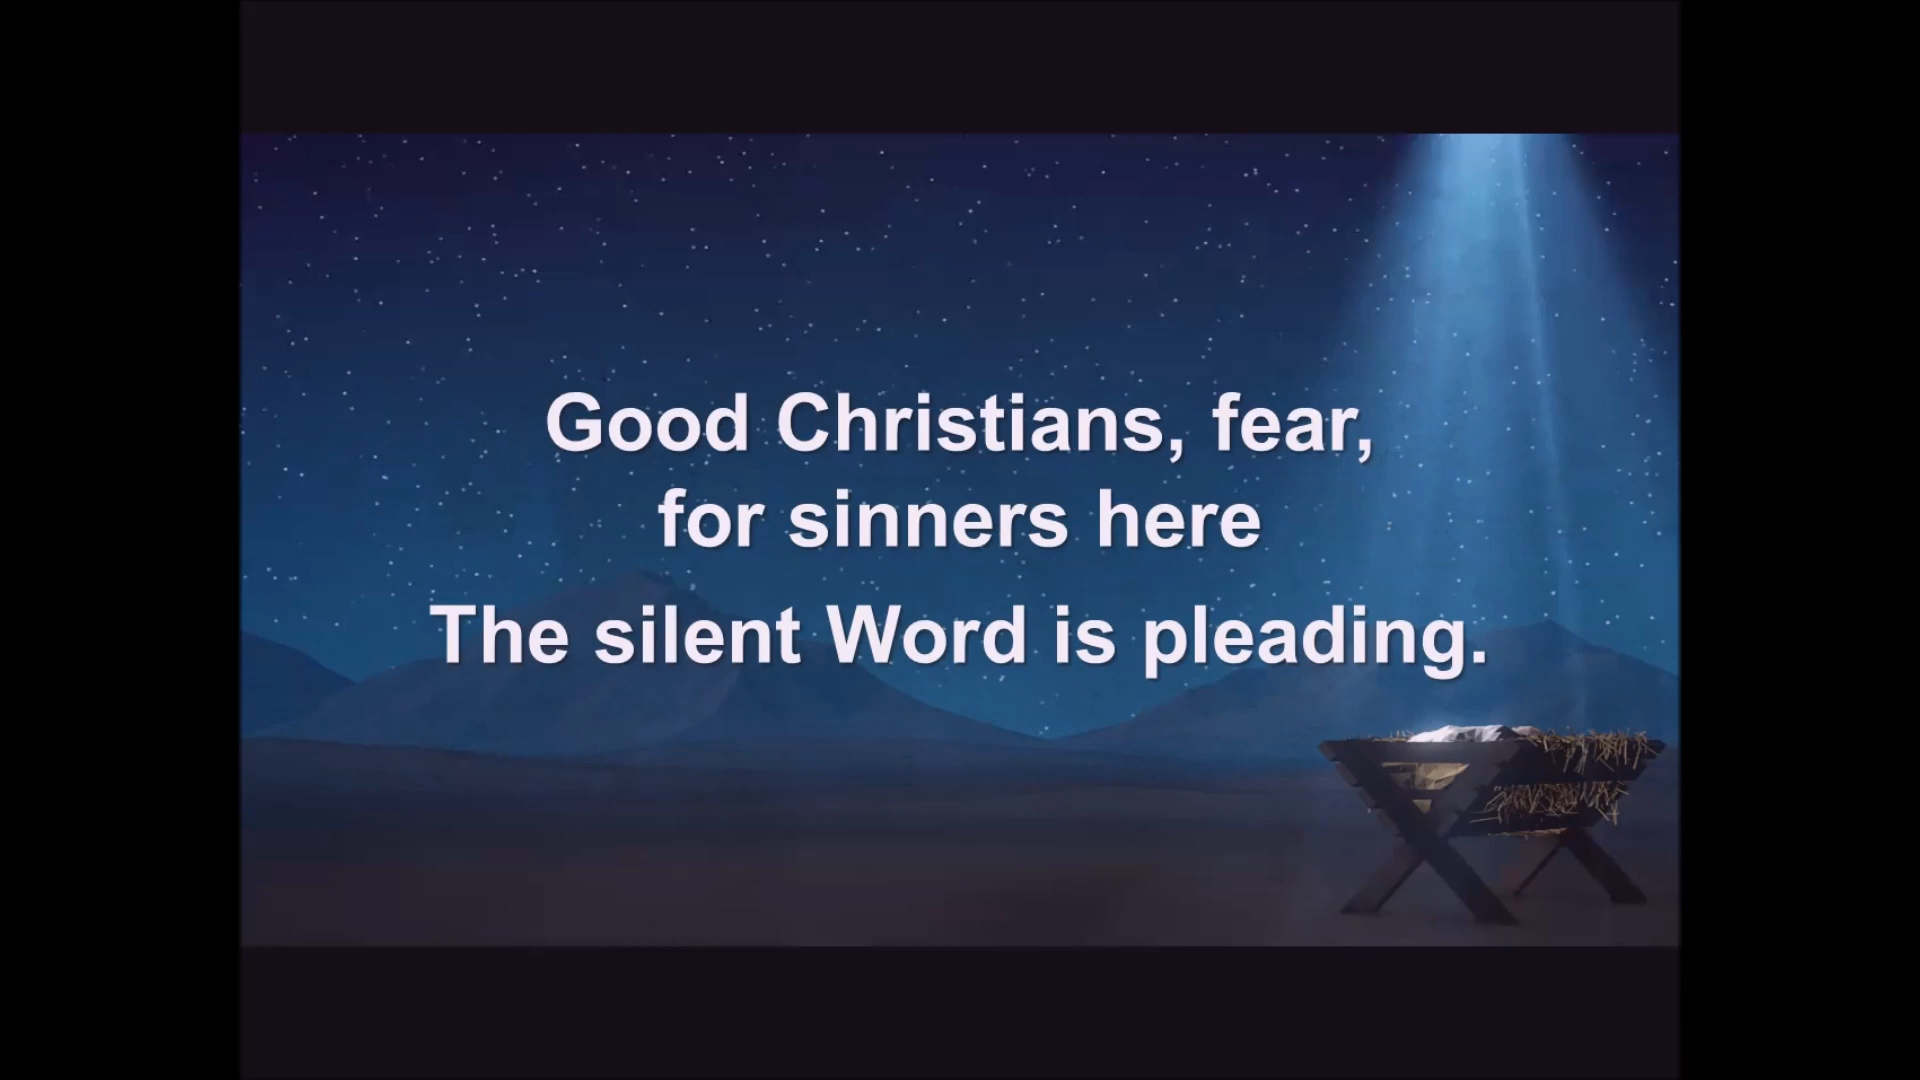 Good Christians, fear,
for sinners here
The silent Word is pleading.